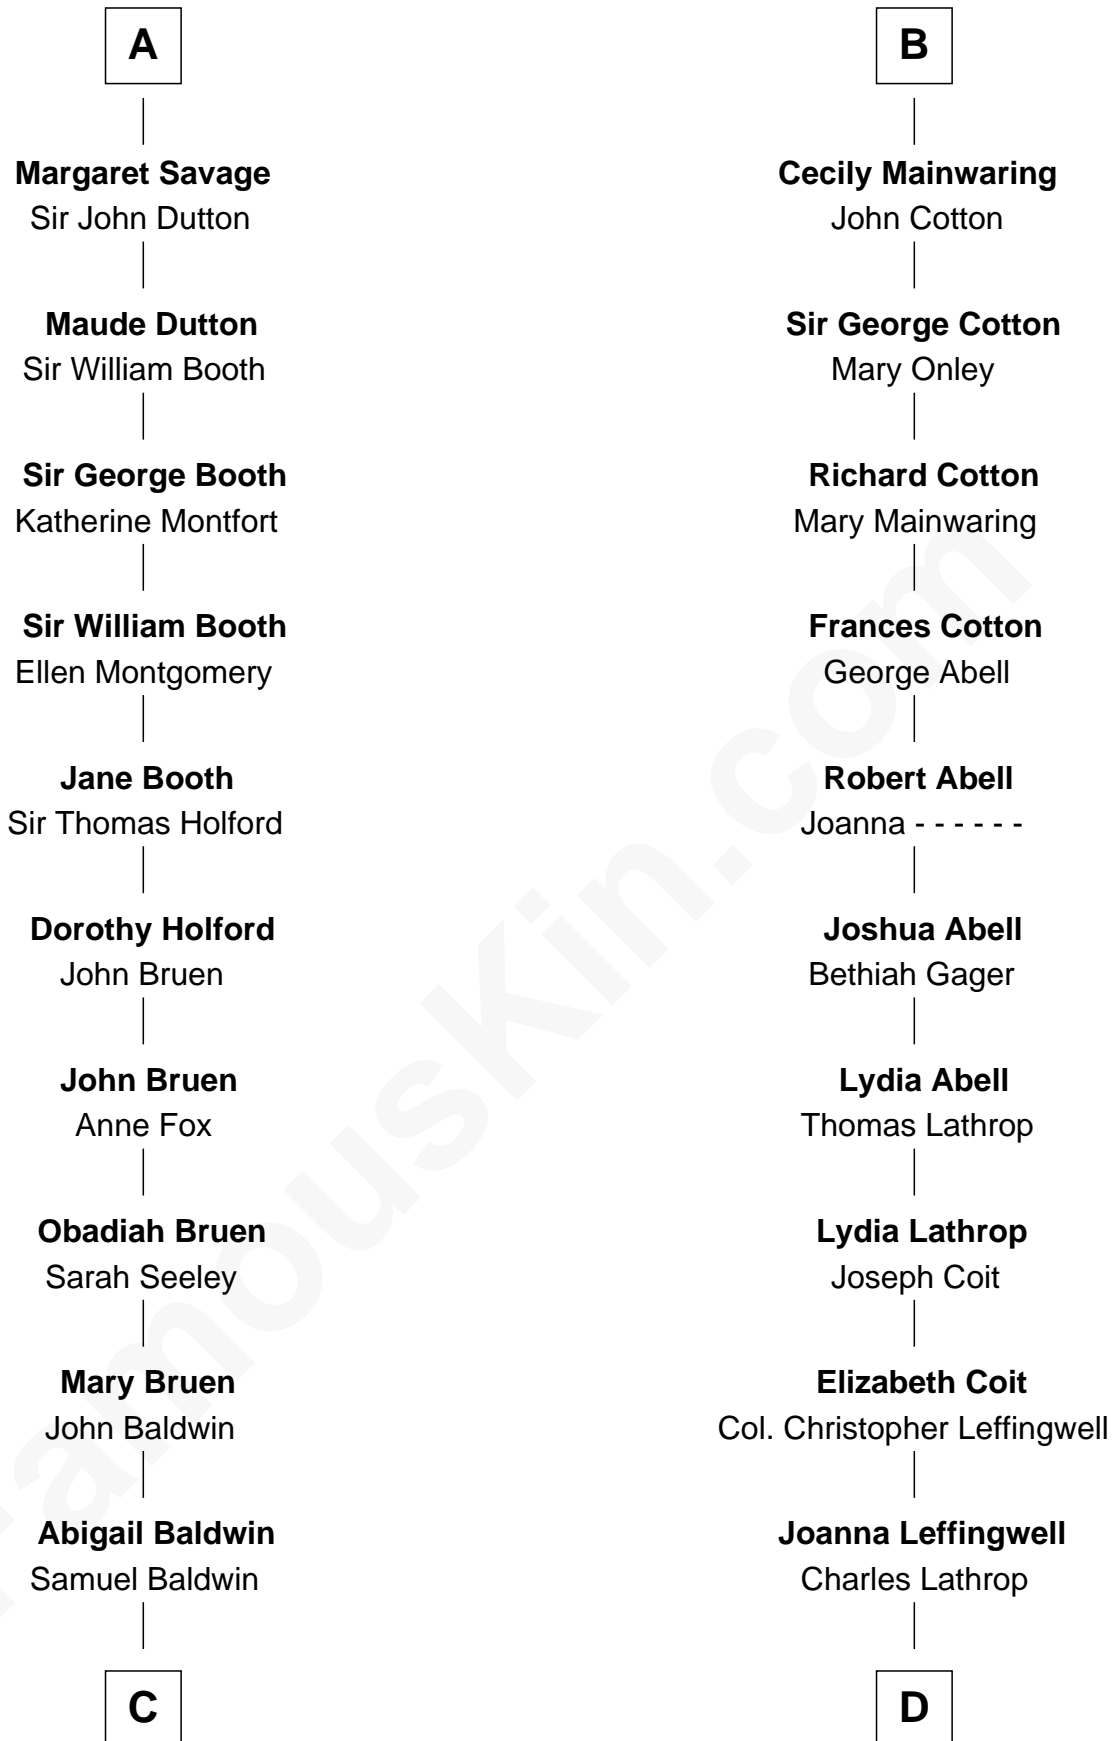 A
Margaret Savage
Sir John Dutton
Maude Dutton
Sir William Booth
Sir George Booth
Katherine Montfort
Sir William Booth
Ellen Montgomery
Jane Booth
Sir Thomas Holford
Dorothy Holford
John Bruen
John Bruen
Anne Fox
Obadiah Bruen
Sarah Seeley
Mary Bruen
John Baldwin
Abigail Baldwin
Samuel Baldwin
C
B
Cecily Mainwaring
John Cotton
Sir George Cotton
Mary Onley
Richard Cotton
Mary Mainwaring
Frances Cotton
George Abell
Robert Abell
Joanna - - - - - -
Joshua Abell
Bethiah Gager
Lydia Abell
Thomas Lathrop
Lydia Lathrop
Joseph Coit
Elizabeth Coit
Col. Christopher Leffingwell
Joanna Leffingwell
Charles Lathrop
D
FamousKin.com